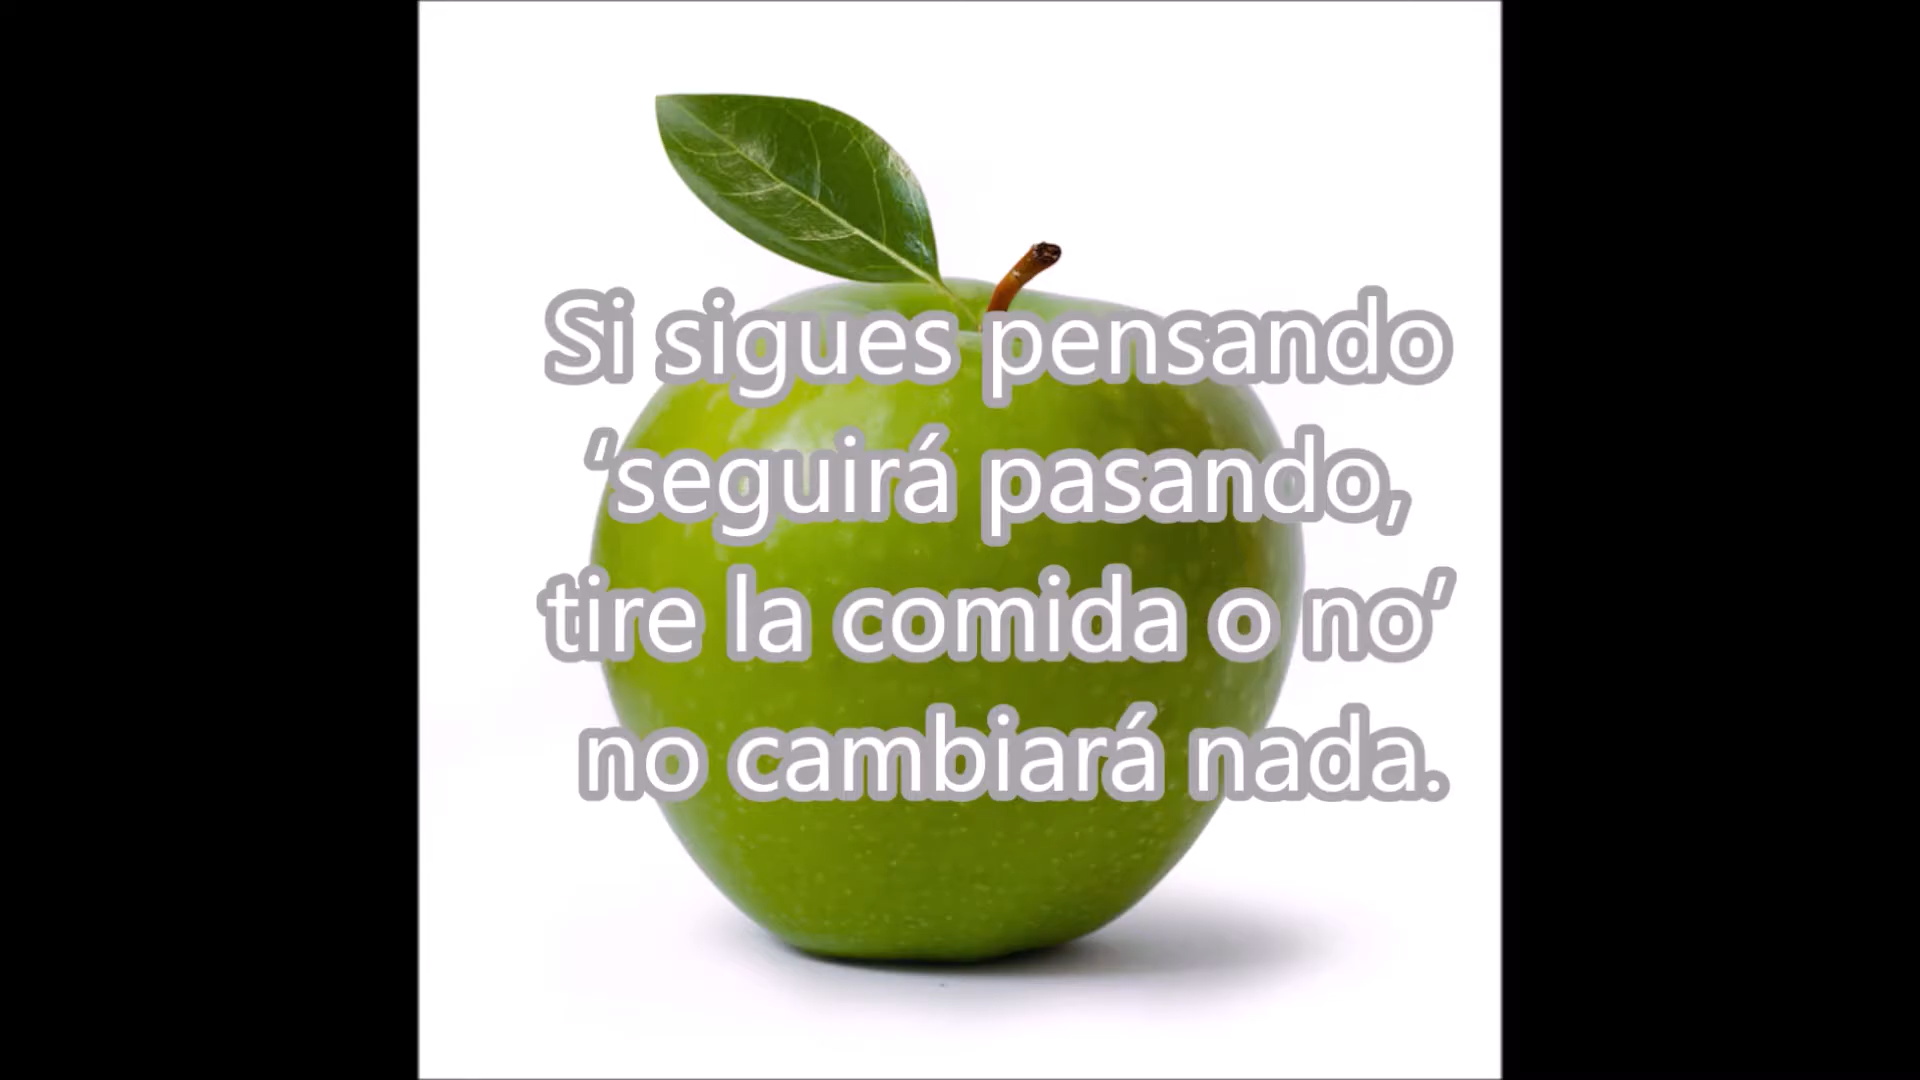 Si sigues pensando
‘seguirá pasando,
tire la comida o no’
no cambiará nada.